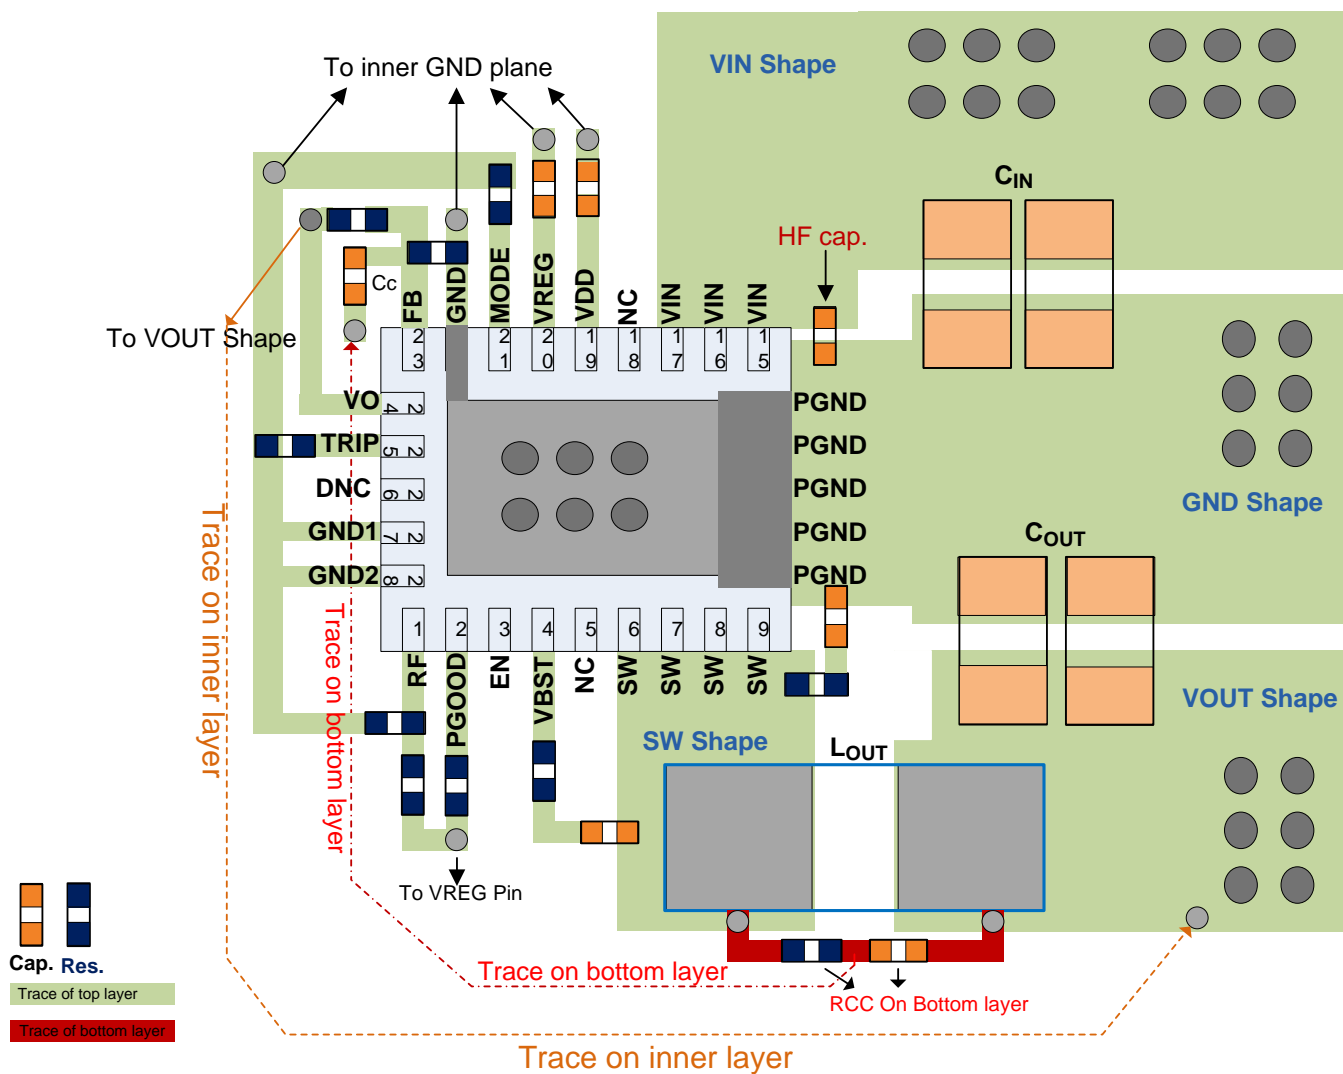 To inner GND plane
VIN Shape
CIN
HF cap.
Cc
FB
GND
MODE
VREG
VDD
NC
VIN
VIN
VIN
To VOUT Shape
23
21
20
19
18
17
16
15
VO
24
PGND
TRIP
25
PGND
DNC
26
PGND
GND Shape
GND1
27
PGND
GND2
28
PGND
COUT
1
2
3
4
5
6
7
8
9
RF
PGOOD
EN
VBST
NC
SW
SW
SW
SW
VOUT Shape
SW Shape
LOUT
Trace on inner layer
Trace on bottom layer
To VREG Pin
Cap.
Res.
Trace of top layer
Trace of bottom layer
Trace on bottom layer
RCC On Bottom layer
Trace on inner layer